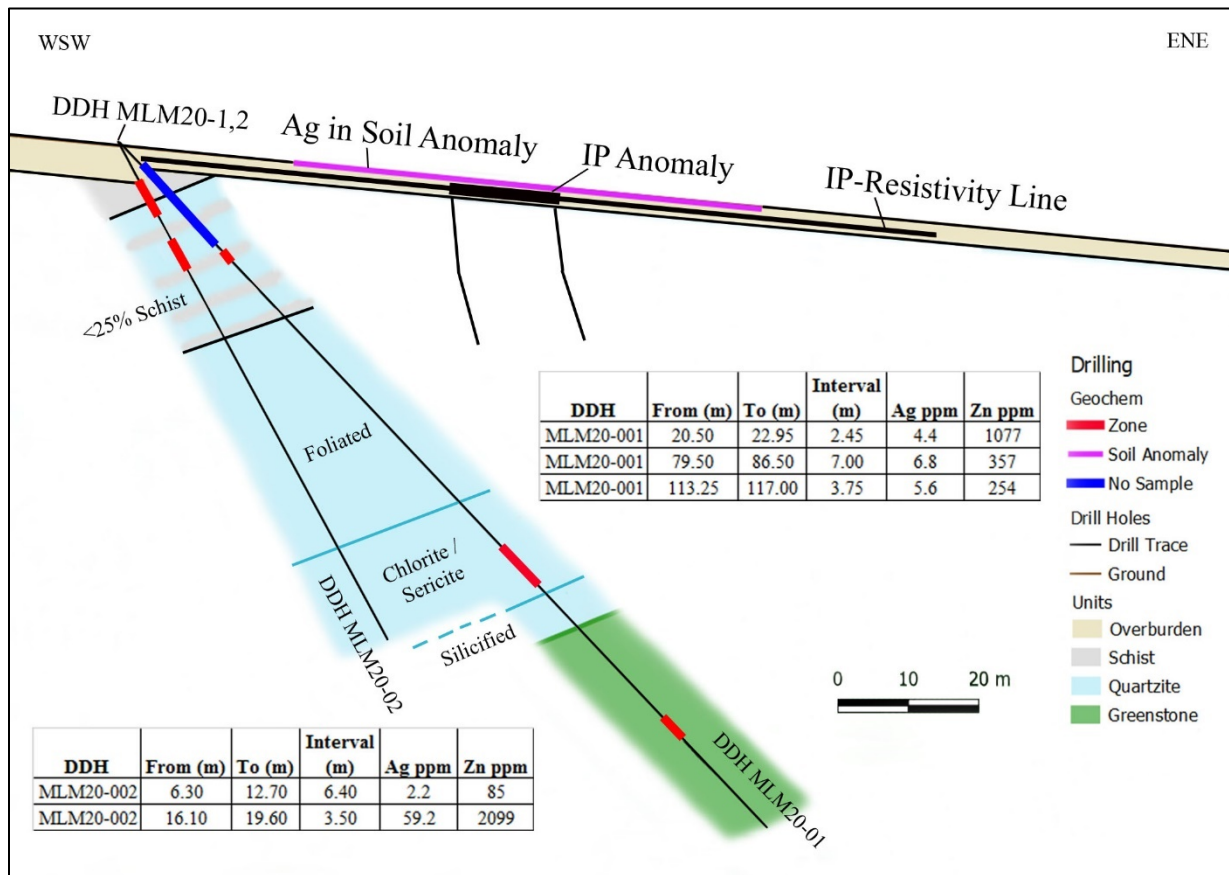 WSW
ENE
DDH MLM20-1,2
Ag in Soil Anomaly
IP Anomaly
IP-Resistivity Line
<25% Schist
Foliated
Chlorite /
Sericite
Silicified
DDH MLM20-02
DDH MLM20-01
DDH From (m) To (m) Interval (m) Ag ppm Zn ppm
MLM20-001 20.50 22.95 2.45 4.4 1077
MLM20-001 79.50 86.50 7.00 6.8 357
MLM20-001 113.25 117.00 3.75 5.6 254
Drilling
Geochem
Zone
Soil Anomaly
No Sample
Drill Holes
Drill Trace
Ground
Units
Overburden
Schist
Quartzite
Greenstone
0 10 20 m
DDH From (m) To (m) Interval (m) Ag ppm Zn ppm
MLM20-002 6.30 12.70 6.40 2.2 85
MLM20-002 16.10 19.60 3.50 59.2 2099